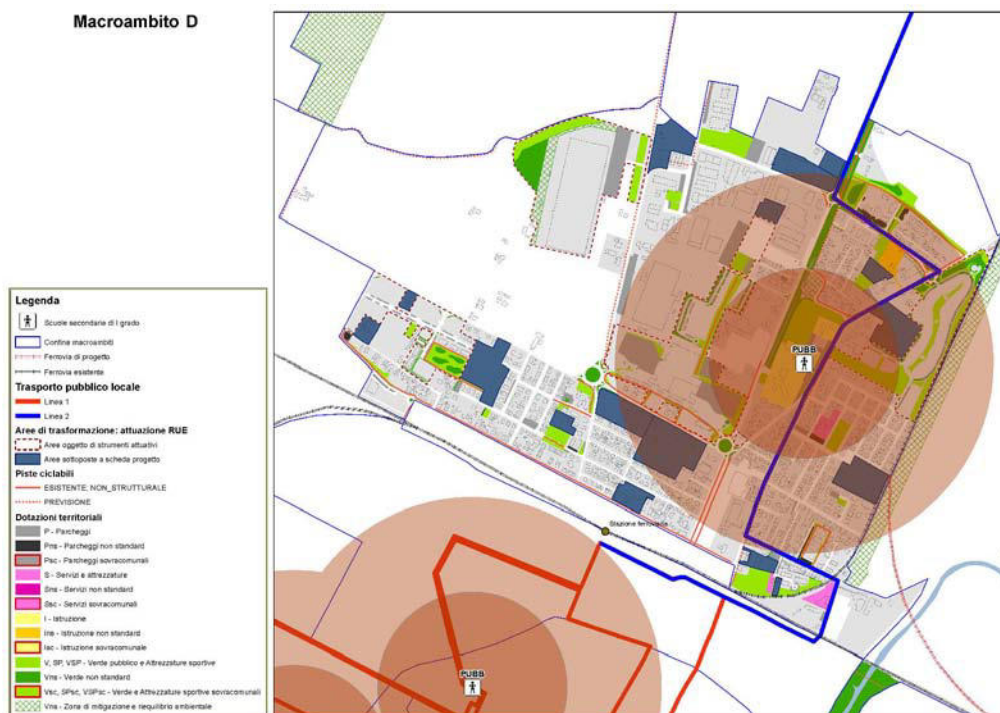 Macroambito D
Legenda
Scuole secondarie di I grado
Confine macroambiti
Ferrovia di progetto
Ferrovia esistente
Trasporto pubblico locale
Linea 1
Linea 2
Aree di trasformazione: attuazione RUE
Aree oggetto di strumenti attuativi
Aree sottoposte a scheda progetto
Piste ciclabili
ESISTENTE, NON_STRUTTURALE
PREVISIONE
Dotazioni territoriali
P - Parcheggi
Pns - Parcheggi non standard
Psc - Parcheggi sovracomunali
S - Servizi e attrezzature
Sns - Servizi non standard
Ssc - Servizi sovracomunali
I - Istruzione
Ins - Istruzione non standard
Isc - Istruzione sovracomunale
V, SP, VSP - Verde pubblico e Attrezzature sportive
Vns - Verde non standard
Vsc, SPsc, VSPsc - Verde e Attrezzature sportive sovracomunali
Vns - Zona di mitigazione e riequilibrio ambientale
PUBB
Stazione ferroviaria
PUBB